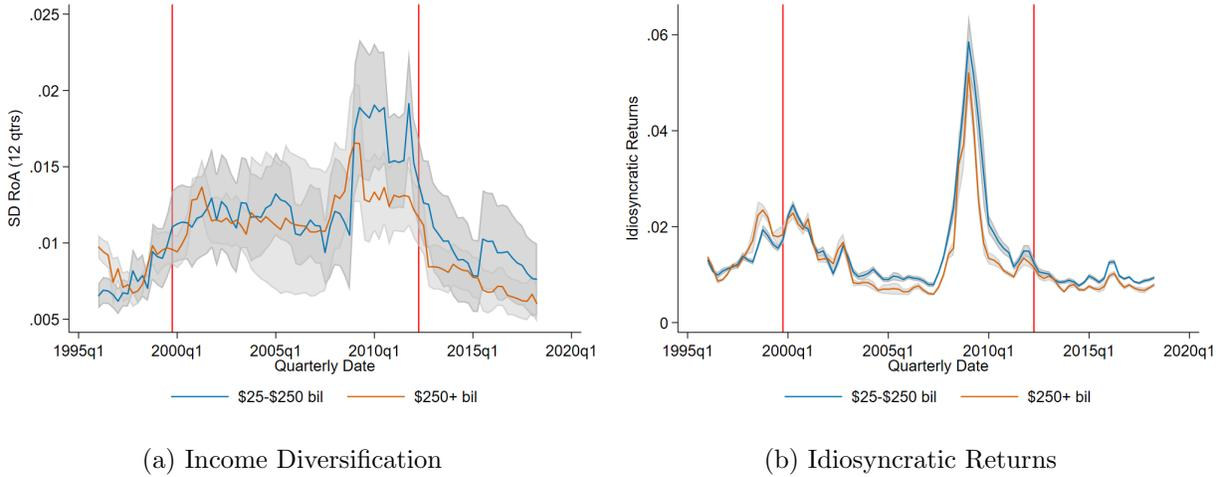 SD RoA (12 qtrs)
.025
.02
.015
.01
.005
1995q1 2000q1 2005q1 2010q1 2015q1 2020q1
Quarterly Date
$25-$250 bil $250+ bil
(a) Income Diversification
Idiosyncratic Returns
.06
.04
.02
0
1995q1 2000q1 2005q1 2010q1 2015q1 2020q1
Quarterly Date
$25-$250 bil $250+ bil
(b) Idiosyncratic Returns